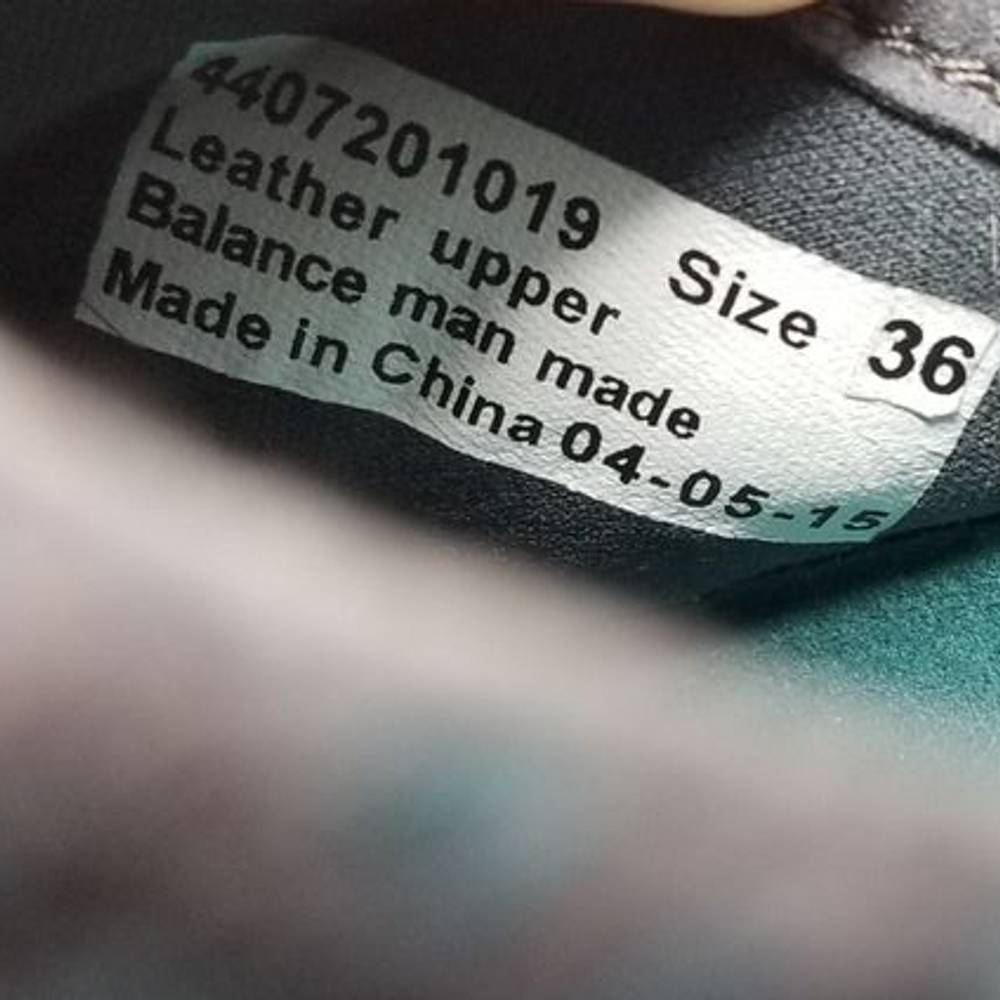 4407201019 Size 36
Leather upper
Balance man made
Made in China 04-05-15